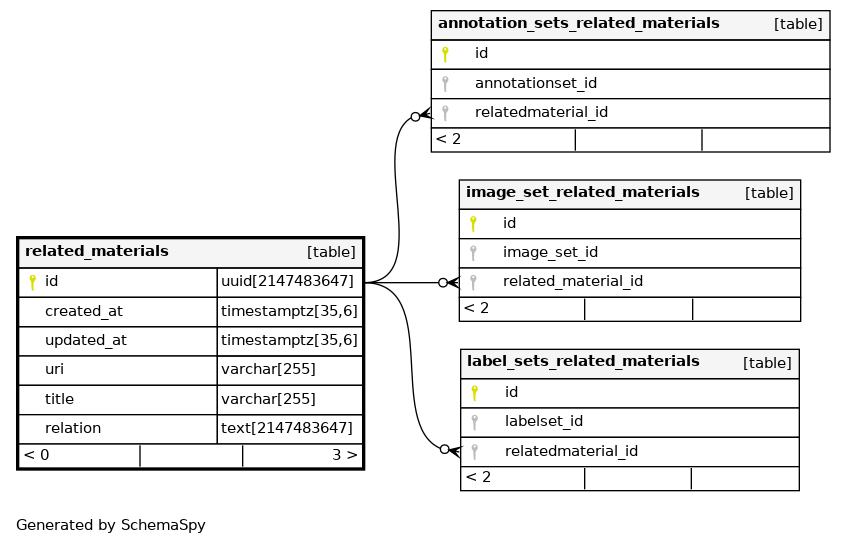 annotation_sets_related_materials [table]
id
annotationset_id
relatedmaterial_id
< 2
image_set_related_materials [table]
id
image_set_id
related_material_id
< 2
related_materials [table]
id uuid[2147483647]
created_at timestamptz[35,6]
updated_at timestamptz[35,6]
uri varchar[255]
title varchar[255]
relation text[2147483647]
< 0 3 >
label_sets_related_materials [table]
id
labelset_id
relatedmaterial_id
< 2
Generated by SchemaSpy